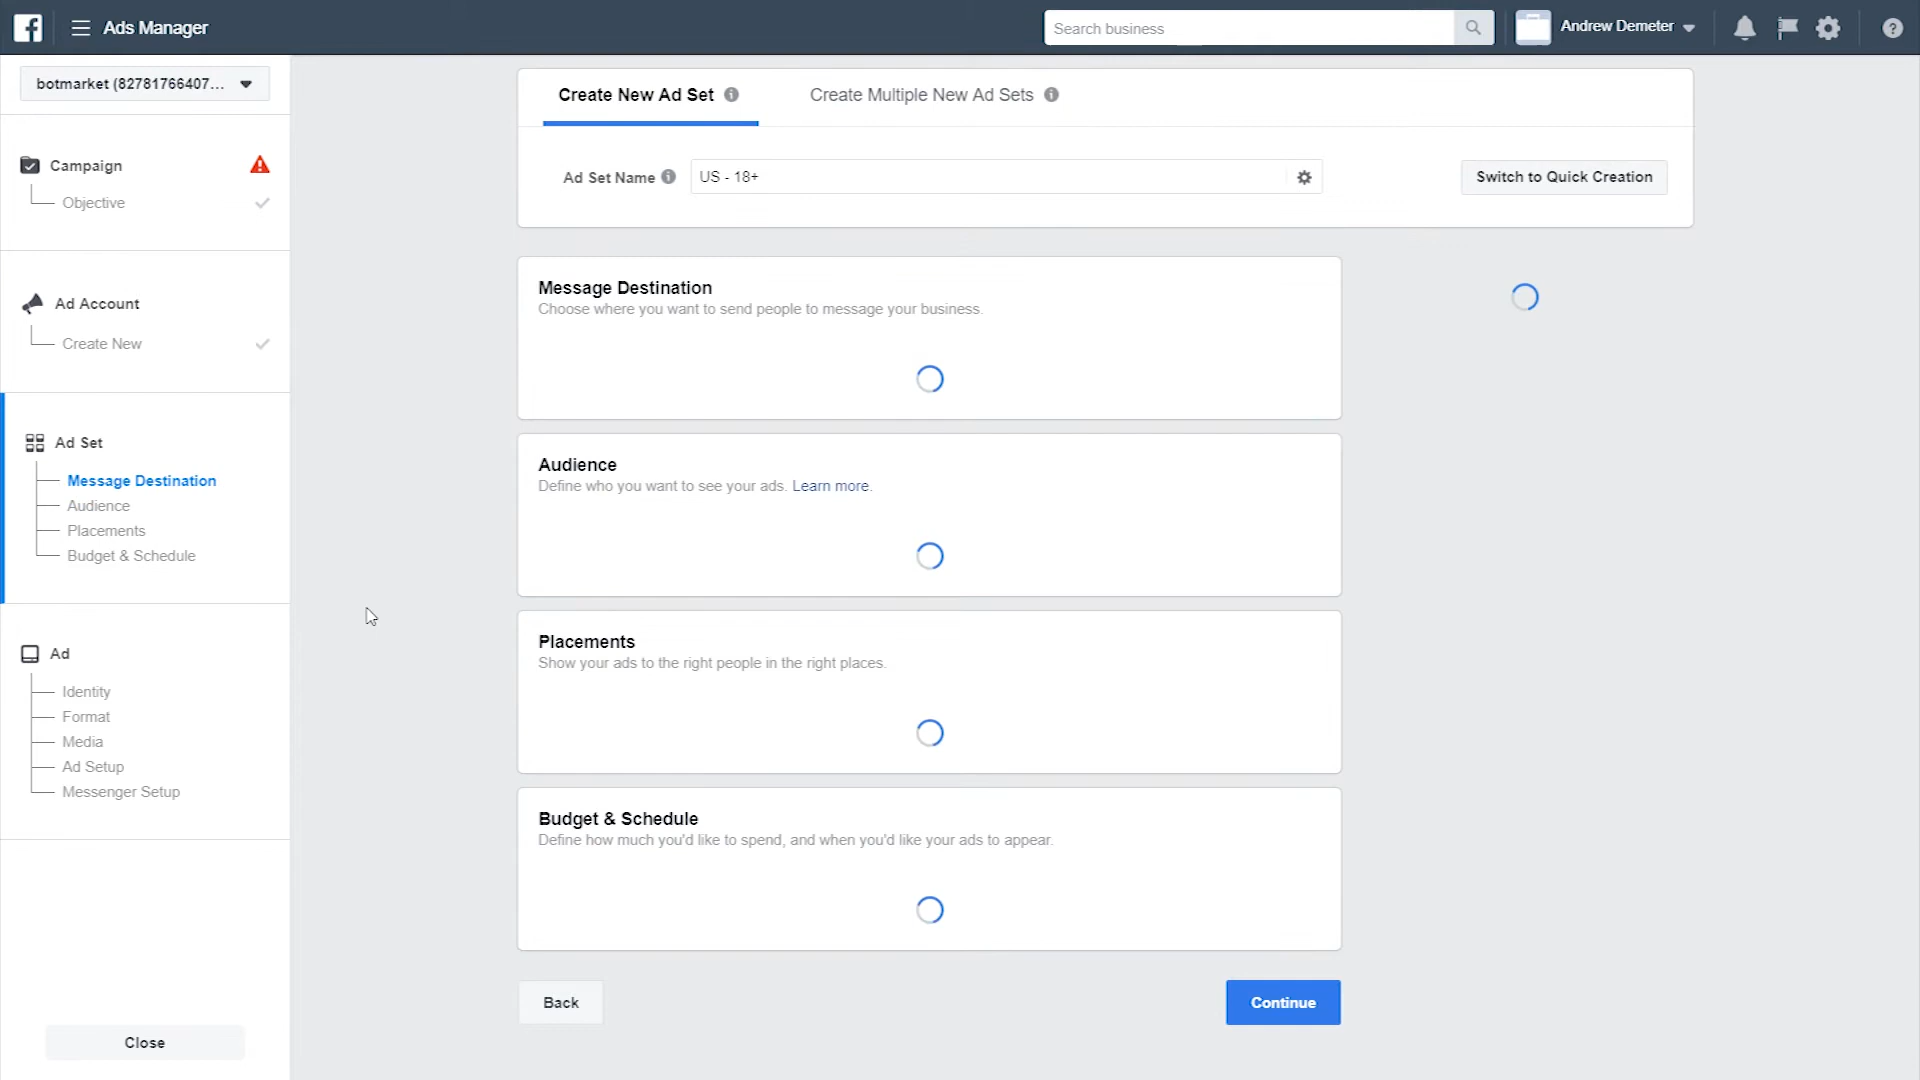 Ads Manager
Search business
Andrew Demeter
botmarket (82781766407...
Campaign
Objective
Ad Account
Create New
Ad Set
Message Destination
Audience
Placements
Budget & Schedule
Ad
Identity
Format
Media
Ad Setup
Messenger Setup
Close
Create New Ad Set
Create Multiple New Ad Sets
Ad Set Name
US - 18+
Switch to Quick Creation
Message Destination
Choose where you want to send people to message your business.
Audience
Define who you want to see your ads. Learn more.
Placements
Show your ads to the right people in the right places.
Budget & Schedule
Define how much you'd like to spend, and when you'd like your ads to appear.
Back
Continue